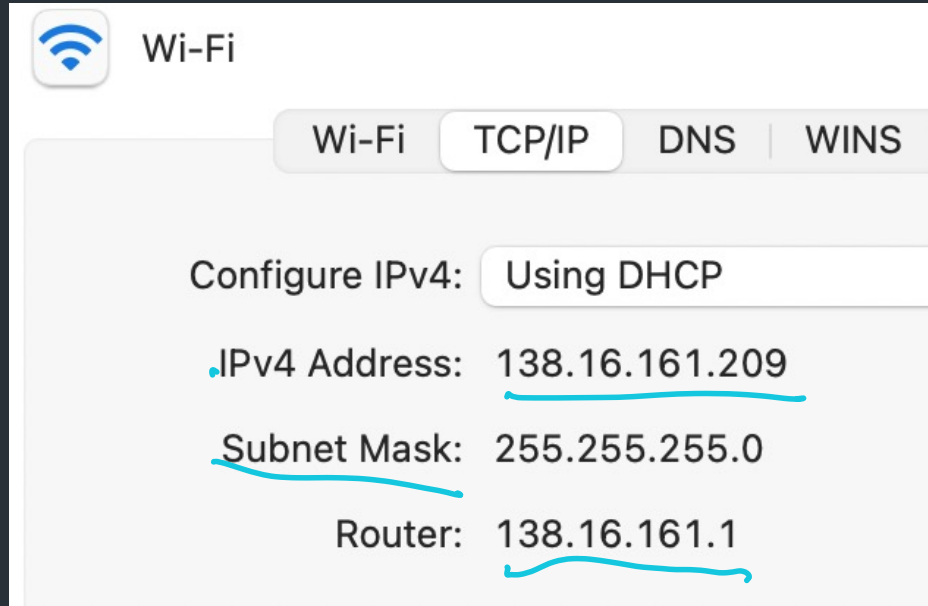 Wi-Fi
Wi-Fi TCP/IP DNS WINS
Configure IPv4: Using DHCP
IPv4 Address: 138.16.161.209
Subnet Mask: 255.255.255.0
Router: 138.16.161.1